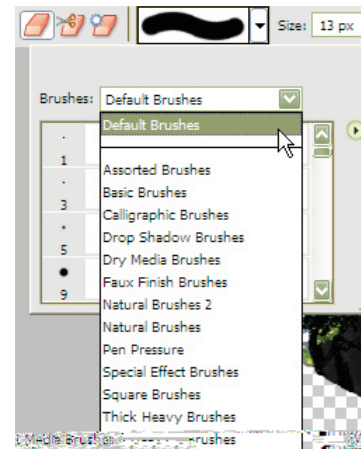 Size: 13 px
Brushes: Default Brushes
Default Brushes
1
Assorted Brushes
Basic Brushes
3
Calligraphic Brushes
Drop Shadow Brushes
5
Dry Media Brushes
Faux Finish Brushes
9
Natural Brushes 2
Natural Brushes
Pen Pressure
Special Effect Brushes
Square Brushes
Thick Heavy Brushes